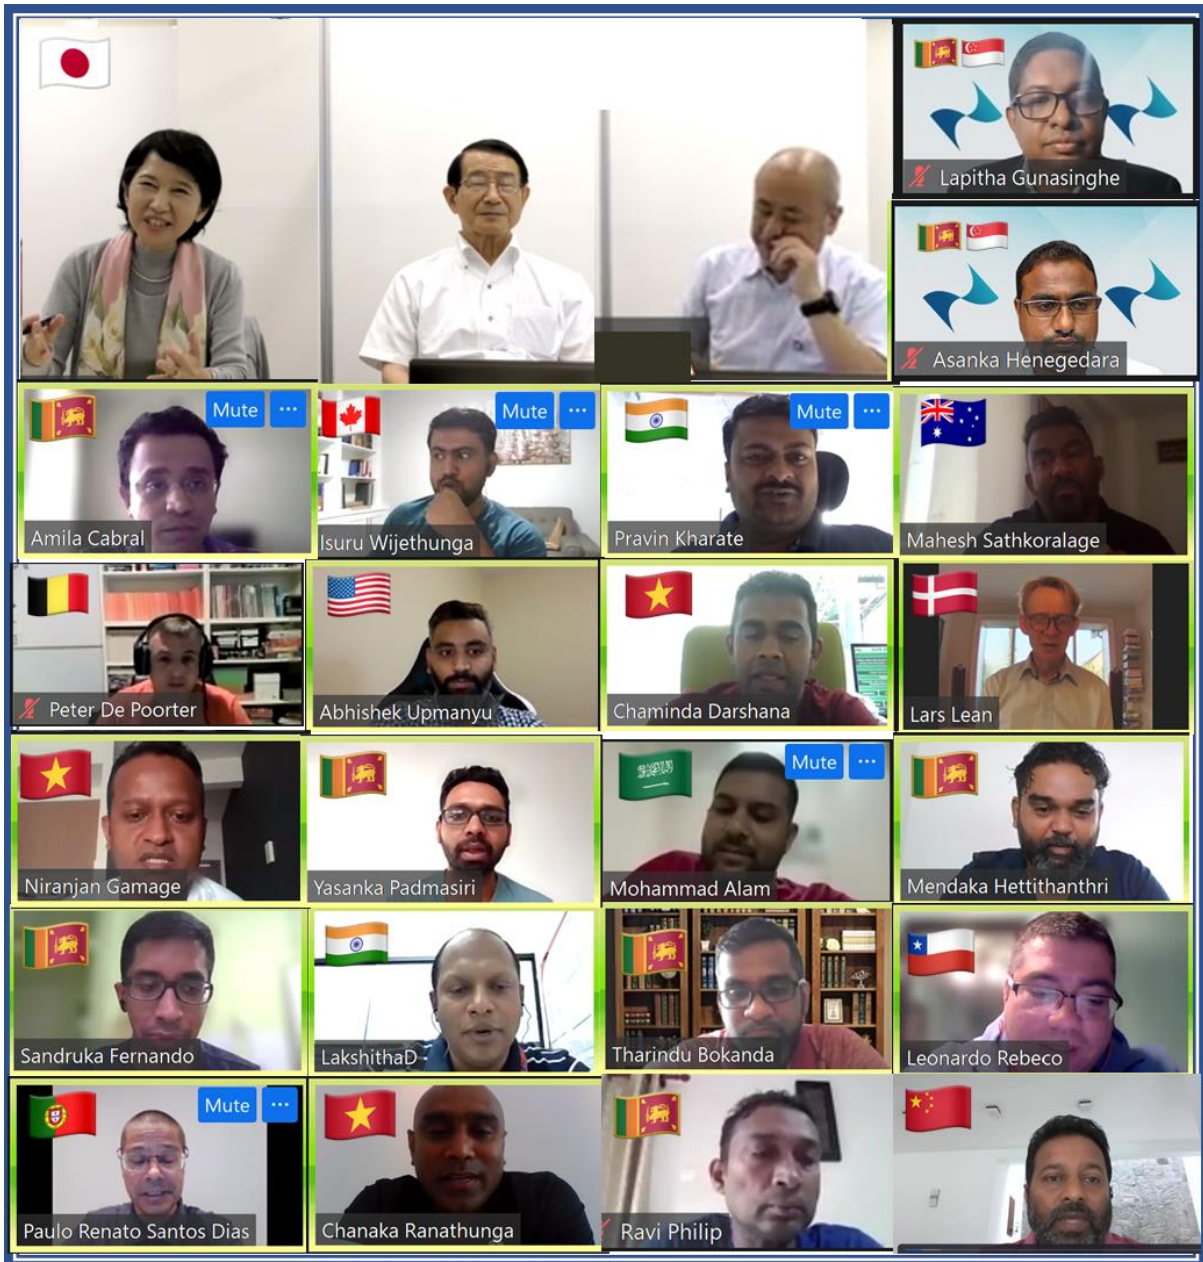 Lapitha Gunasinghe
Asanka Henegedara
Mute ...
Mute ...
Mute ...
Amila Cabral
Isuru Wijethunga
Pravin Kharate
Mahesh Sathkoralage
Peter De Poorter
Abhishek Upmanyu
Chaminda Darshana
Lars Lean
Mute ...
Niranjan Gamage
Yasanka Padmasiri
Mohammad Alam
Mendaka Hettithanthri
Sandruka Fernando
LakshithaD
Tharindu Bokanda
Leonardo Rebeco
Mute ...
Paulo Renato Santos Dias
Chanaka Ranathunga
Ravi Philip